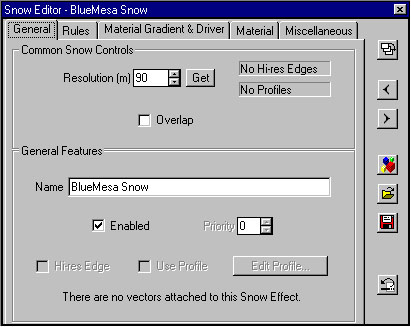 Snow Editor - BlueMesa Snow
General Rules Material Gradient & Driver Material Miscellaneous
Common Snow Controls
Resolution (m) 90 Get
No Hi-res Edges
No Profiles
Overlap
General Features
Name BlueMesa Snow
Enabled Priority 0
Hi-res Edge Use Profile Edit Profile...
There are no vectors attached to this Snow Effect.